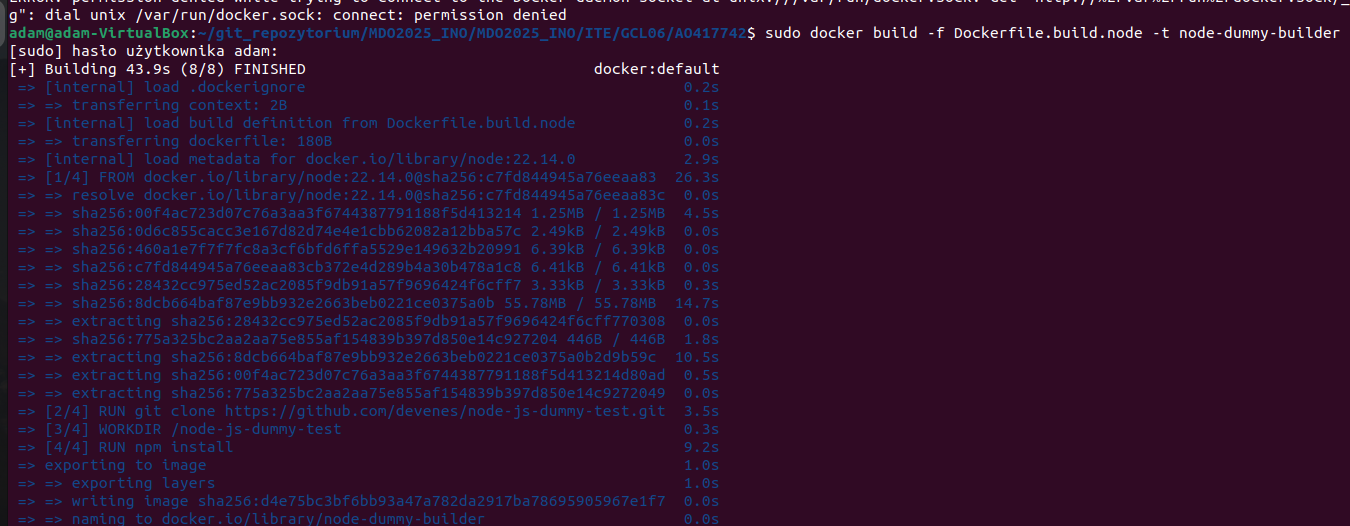 g": dial unix /var/run/docker.sock: connect: permission denied
adam@adam-VirtualBox:~/git_repozytorium/MDO2025_INO/MDO2025_INO/ITE/GCL06/AO417742$ sudo docker build -f Dockerfile.build.node -t node-dummy-builder
[sudo] hasło użytkownika adam:
[+] Building 43.9s (8/8) FINISHED docker:default
=> [internal] load .dockerignore 0.2s
=> => transferring context: 2B 0.1s
=> [internal] load build definition from Dockerfile.build.node 0.2s
=> => transferring dockerfile: 180B 0.0s
=> [internal] load metadata for docker.io/library/node:22.14.0 2.9s
=> [1/4] FROM docker.io/library/node:22.14.0@sha256:c7fd844945a76eeaa83 26.3s
=> => resolve docker.io/library/node:22.14.0@sha256:c7fd844945a76eeaa83c 0.0s
=> => sha256:00f4ac723d07c76a3aa3f6744387791188f5d413214 1.25MB / 1.25MB 4.5s
=> => sha256:0d6c855cacc3e167d82d74e4e1cbb62082a12bba57c 2.49kB / 2.49kB 0.0s
=> => sha256:460a1e7f7f7fc8a3cf6bfd6ffa5529e149632b20991 6.39kB / 6.39kB 0.0s
=> => sha256:c7fd844945a76eeaa83cb372e4d289b4a30b478a1c8 6.41kB / 6.41kB 0.0s
=> => sha256:28432cc975ed52ac2085f9db91a57f9696424f6cff7 3.33kB / 3.33kB 0.3s
=> => sha256:8dcb664baf87e9bb932e2663beb0221ce0375a0b 55.78MB / 55.78MB 14.7s
=> => extracting sha256:28432cc975ed52ac2085f9db91a57f9696424f6cff770308 0.0s
=> => sha256:775a325bc2aa2aa75e855af154839b397d850e14c927204 446B / 446B 1.8s
=> => extracting sha256:8dcb664baf87e9bb932e2663beb0221ce0375a0b2d9b59c 10.5s
=> => extracting sha256:00f4ac723d07c76a3aa3f6744387791188f5d413214d80ad 0.5s
=> => extracting sha256:775a325bc2aa2aa75e855af154839b397d850e14c9272049 0.0s
=> [2/4] RUN git clone https://github.com/devenes/node-js-dummy-test.git 3.5s
=> [3/4] WORKDIR /node-js-dummy-test 0.3s
=> [4/4] RUN npm install 9.2s
=> exporting to image 1.0s
=> => exporting layers 1.0s
=> => writing image sha256:d4e75bc3bf6bb93a47a782da2917ba78695905967e1f7 0.0s
=> => naming to docker.io/library/node-dummy-builder 0.0s